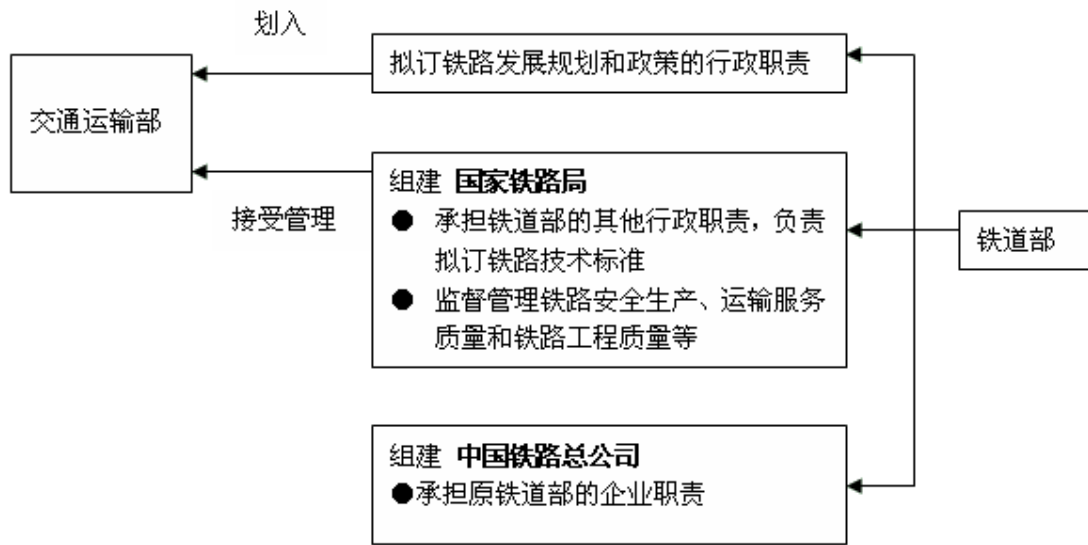 划入
拟订铁路发展规划和政策的行政职责
交通运输部
接受管理
组建 国家铁路局
● 承担铁道部的其他行政职责，负责
拟订铁路技术标准
● 监督管理铁路安全生产、运输服务
质量和铁路工程质量等
铁道部
组建 中国铁路总公司
●承担原铁道部的企业职责